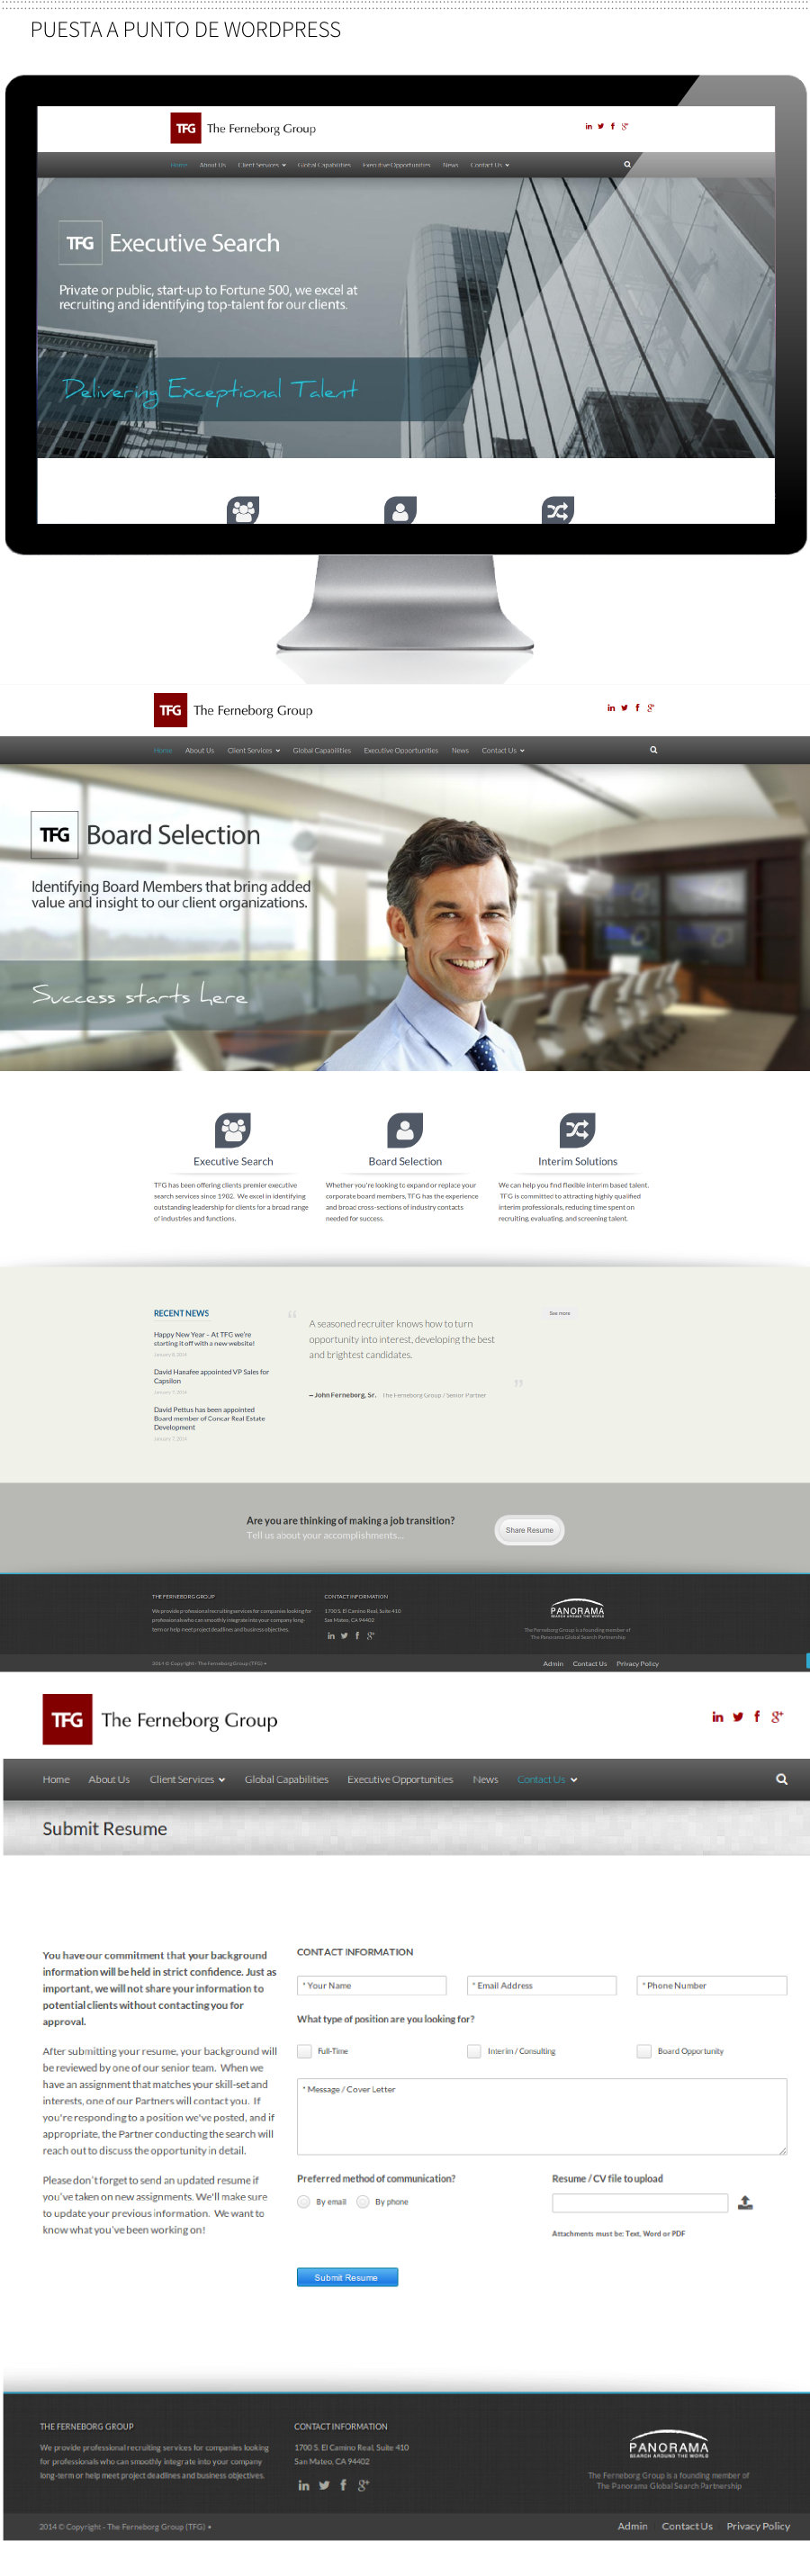 PUESTA A PUNTO DE WORDPRESS
TFG The Ferneborg Group
Home About Us Client Services Global Capabilities Executive Opportunities News Contact Us
TFG Executive Search
Private or public, start-up to Fortune 500, we excel at
recruiting and identifying top-talent for our clients.
Delivering Exceptional Talent
TFG The Ferneborg Group
Home About Us Client Services Global Capabilities Executive Opportunities News Contact Us
TFG Board Selection
Identifying Board Members that bring added
value and insight to our client organizations.
Success starts here
Executive Search
TFG has been offering clients premier executive
search services since 1982. We excel in identifying
outstanding leadership for clients for a broad range
of industries and functions.
Board Selection
Whether you're looking to expand or replace your
corporate board members, TFG has the experience
and broad cross-sections of industry contacts
needed for success.
Interim Solutions
We can help you find flexible interim based talent.
TFG is committed to attracting highly qualified
interim professionals, reducing time spent on
recruiting, evaluating, and screening talent.
RECENT NEWS
Happy New Year – At TFG we're
starting it off with a new website!
January 8, 2014
David Hanafee appointed VP Sales for
Capsilon
January 7, 2014
David Pettus has been appointed
Board member of Concar Real Estate
Development
January 7, 2014
“
A seasoned recruiter knows how to turn
opportunity into interest, developing the best
and brightest candidates.
”
– John Ferneborg, Sr. The Ferneborg Group / Senior Partner
See more
Are you are thinking of making a job transition?
Tell us about your accomplishments...
Share Resume
THE FERNEBORG GROUP
We provide professional recruiting services for companies looking for
professionals who can smoothly integrate into your company long-
term or help meet project deadlines and business objectives.
CONTACT INFORMATION
1700 S. El Camino Real, Suite 410
San Mateo, CA 94402
PANORAMA
SEARCH AROUND THE WORLD
The Ferneborg Group is a founding member of
The Panorama Global Search Partnership
2014 © Copyright - The Ferneborg Group (TFG) •
Admin Contact Us Privacy Policy
TFG The Ferneborg Group
Home About Us Client Services Global Capabilities Executive Opportunities News Contact Us
Submit Resume
You have our commitment that your background
information will be held in strict confidence. Just as
important, we will not share your information to
potential clients without contacting you for
approval.
After submitting your resume, your background will
be reviewed by one of our senior team. When we
have an assignment that matches your skill-set and
interests, one of our Partners will contact you. If
you're responding to a position we've posted, and if
appropriate, the Partner conducting the search will
reach out to discuss the opportunity in detail.
Please don't forget to send an updated resume if
you've taken on new assignments. We'll make sure
to update your previous information. We want to
know what you've been working on!
CONTACT INFORMATION
* Your Name * Email Address * Phone Number
What type of position are you looking for?
Full-Time Interim / Consulting Board Opportunity
* Message / Cover Letter
Preferred method of communication?
By email By phone
Resume / CV file to upload
Attachments must be: Text, Word or PDF
Submit Resume
THE FERNEBORG GROUP
We provide professional recruiting services for companies looking
for professionals who can smoothly integrate into your company
long-term or help meet project deadlines and business objectives.
CONTACT INFORMATION
1700 S. El Camino Real, Suite 410
San Mateo, CA 94402
PANORAMA
SEARCH AROUND THE WORLD
The Ferneborg Group is a founding member of
The Panorama Global Search Partnership
2014 © Copyright - The Ferneborg Group (TFG) •
Admin Contact Us Privacy Policy